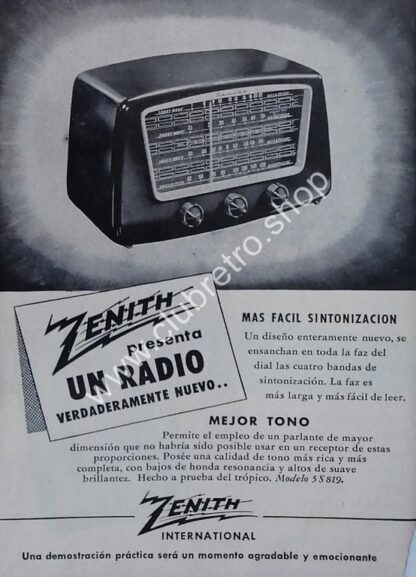 Zenith
ZENITH
presenta
UN RADIO
VERDADERAMENTE NUEVO..
MAS FACIL SINTONIZACION
Un diseño enteramente nuevo, se
ensanchan en toda la faz del
dial las cuatro bandas de
sintonización. La faz es
más larga y más fácil de leer.
MEJOR TONO
Permite el empleo de un parlante de mayor
dimensión que no habría sido posible usar en un receptor de estas
proporciones. Posée una calidad de tono más rica y más
completa, con bajos de honda resonancia y altos de suave
brillantez. Hecho a prueba del trópico. Modelo 5S819.
ZENITH
INTERNATIONAL
Una demostración práctica será un momento agradable y emocionante
www.clubretro.shop